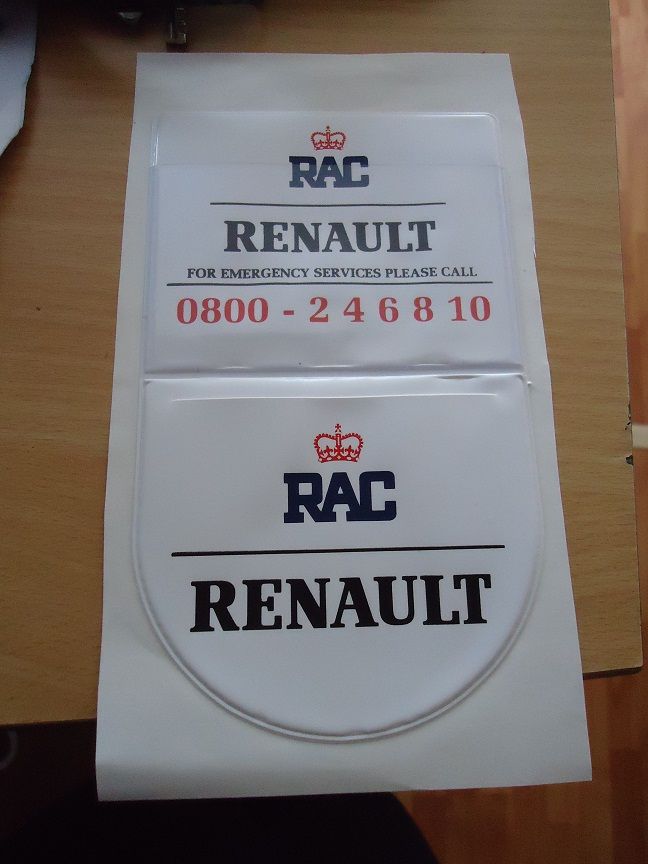 RAC
RENAULT
FOR EMERGENCY SERVICES PLEASE CALL
0800 - 2 4 6 8 10
RAC
RENAULT